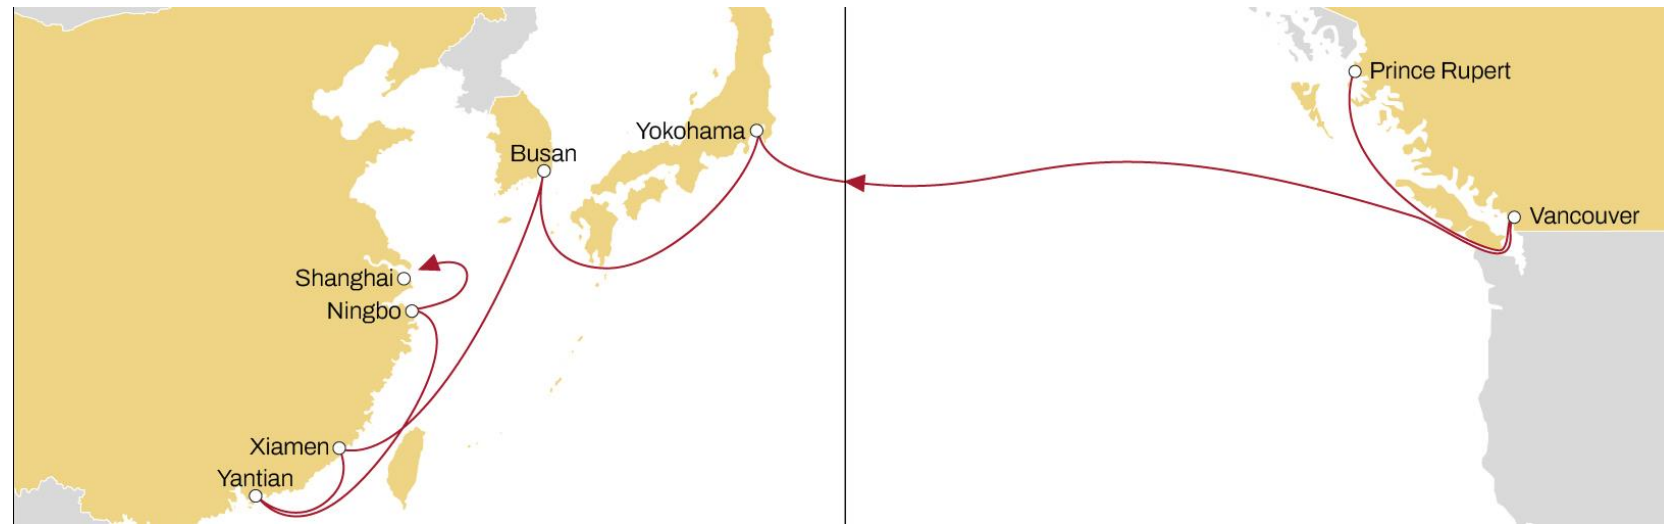 Prince Rupert
Yokohama
Busan
Vancouver
Shanghai
Ningbo
Xiamen
Yantian